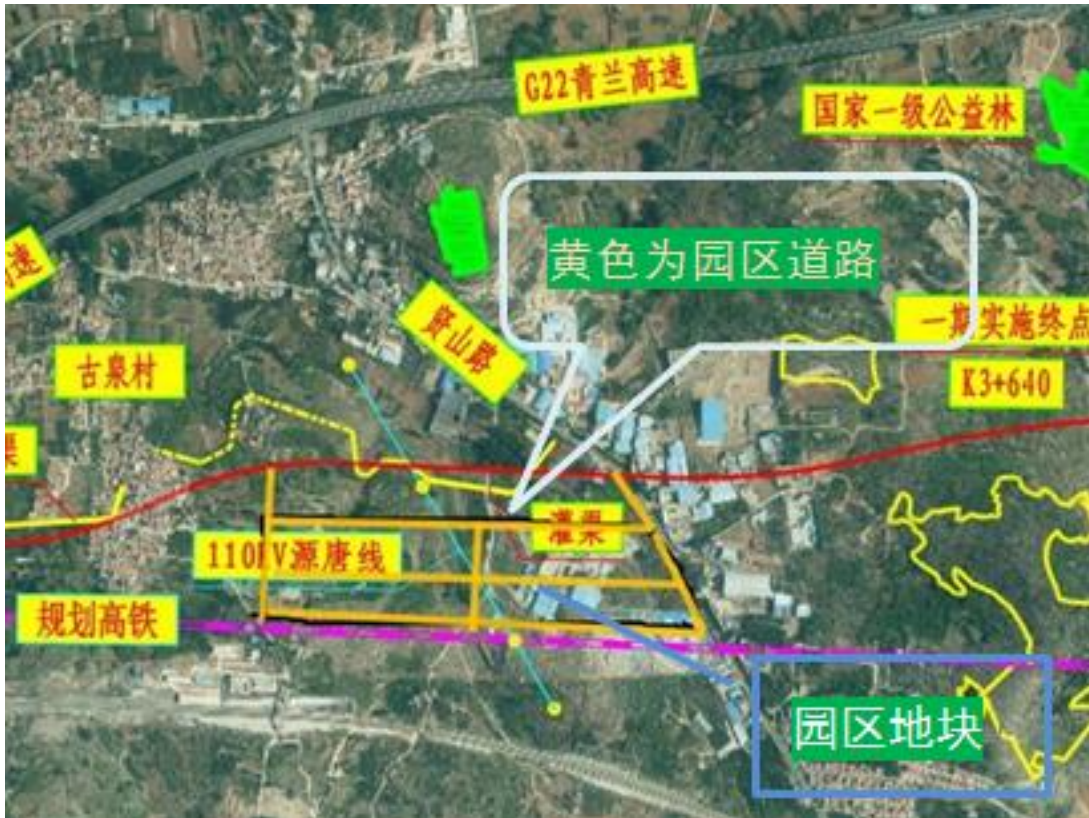 G22青兰高速
国家一级公益林
黄色为园区道路
速
贤山路
一期实施终点
古泉村
K3+640
渠
灌渠
110KV源唐线
规划高铁
园区地块